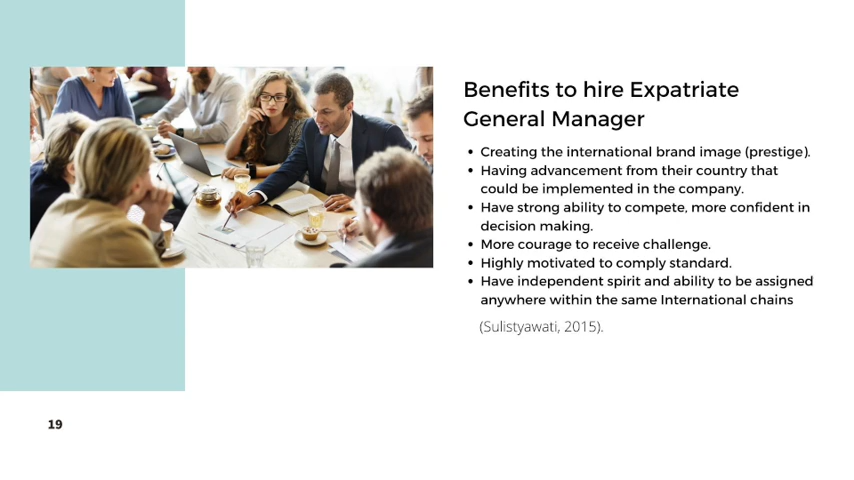 Benefits to hire Expatriate
General Manager
• Creating the international brand image (prestige).
• Having advancement from their country that
could be implemented in the company.
• Have strong ability to compete, more confident in
decision making.
• More courage to receive challenge.
• Highly motivated to comply standard.
• Have independent spirit and ability to be assigned
anywhere within the same International chains
(Sulistyawati, 2015).
19